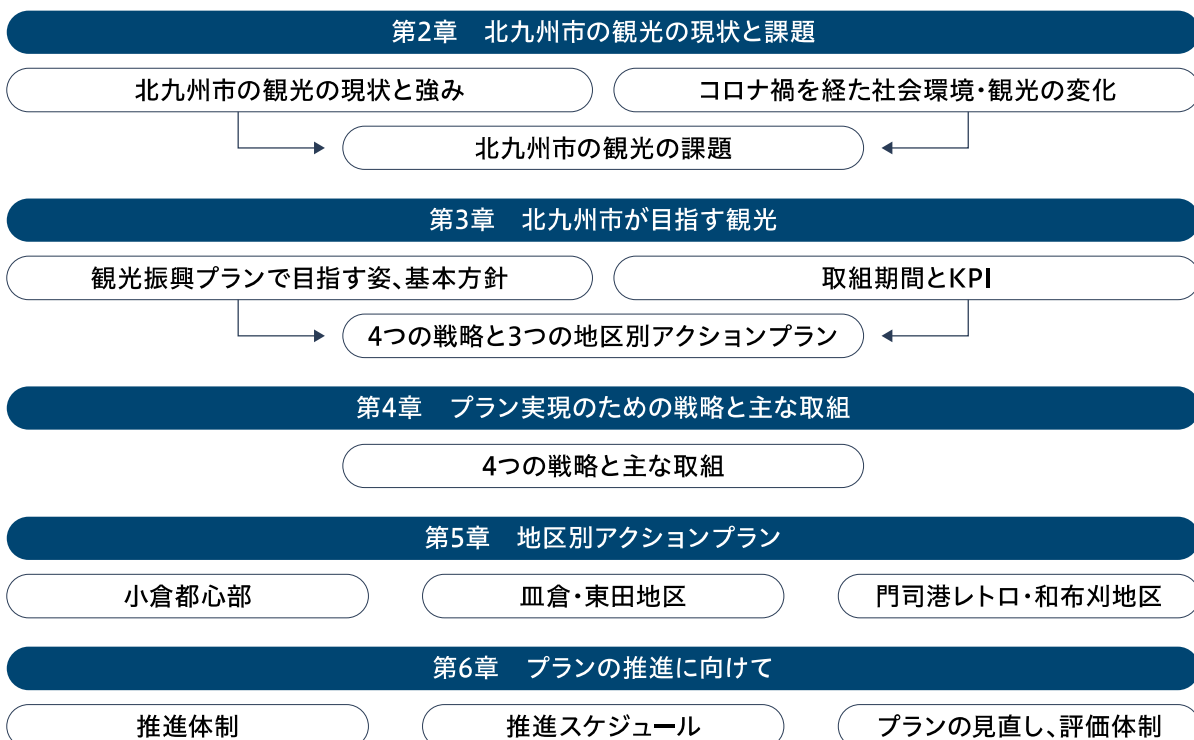 第2章　北九州市の観光の現状と課題
北九州市の観光の現状と強み
コロナ禍を経た社会環境・観光の変化
北九州市の観光の課題
第3章　北九州市が目指す観光
観光振興プランで目指す姿、基本方針
取組期間とKPI
4つの戦略と3つの地区別アクションプラン
第4章　プラン実現のための戦略と主な取組
4つの戦略と主な取組
第5章　地区別アクションプラン
小倉都心部
皿倉・東田地区
門司港レトロ・和布刈地区
第6章　プランの推進に向けて
推進体制
推進スケジュール
プランの見直し、評価体制